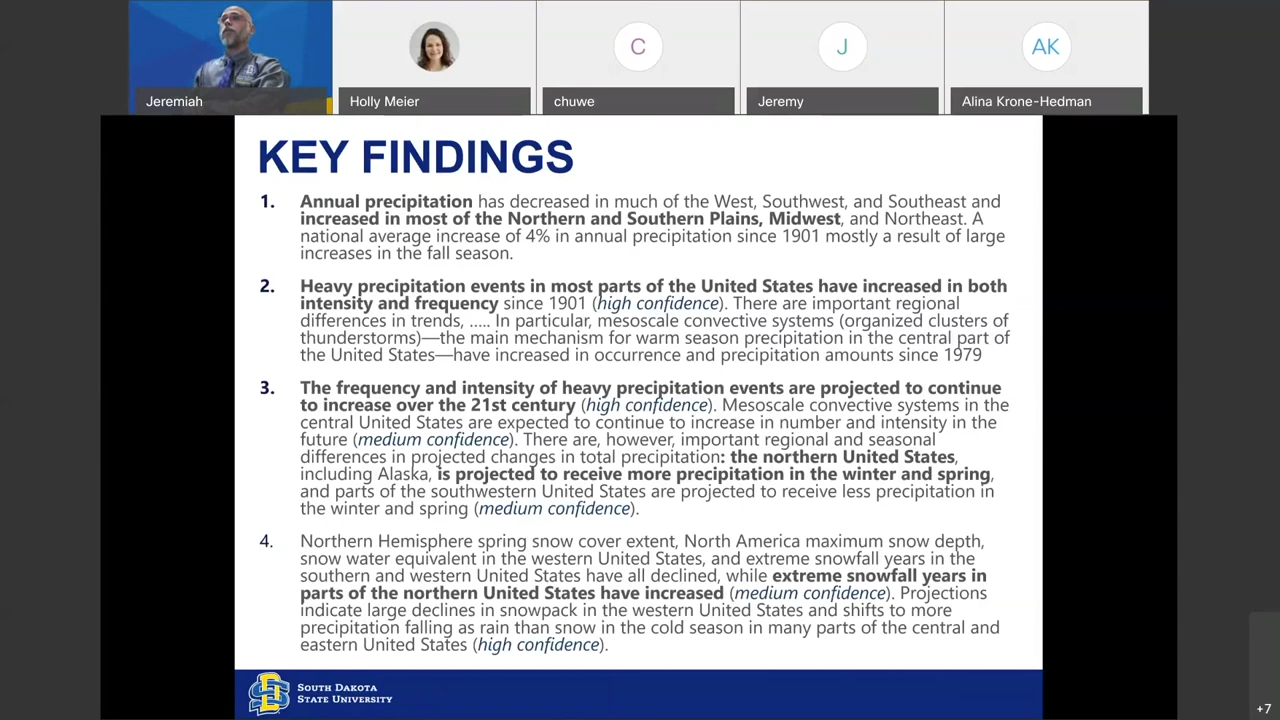 C
J
AK
Jeremiah
Holly Meier
chuwe
Jeremy
Alina Krone-Hedman
KEY FINDINGS
1. Annual precipitation has decreased in much of the West, Southwest, and Southeast and
increased in most of the Northern and Southern Plains, Midwest, and Northeast. A
national average increase of 4% in annual precipitation since 1901 mostly a result of large
increases in the fall season.
2. Heavy precipitation events in most parts of the United States have increased in both
intensity and frequency since 1901 (high confidence). There are important regional
differences in trends, ..... In particular, mesoscale convective systems (organized clusters of
thunderstorms)—the main mechanism for warm season precipitation in the central part of
the United States—have increased in occurrence and precipitation amounts since 1979
3. The frequency and intensity of heavy precipitation events are projected to continue
to increase over the 21st century (high confidence). Mesoscale convective systems in the
central United States are expected to continue to increase in number and intensity in the
future (medium confidence). There are, however, important regional and seasonal
differences in projected changes in total precipitation: the northern United States,
including Alaska, is projected to receive more precipitation in the winter and spring,
and parts of the southwestern United States are projected to receive less precipitation in
the winter and spring (medium confidence).
4. Northern Hemisphere spring snow cover extent, North America maximum snow depth,
snow water equivalent in the western United States, and extreme snowfall years in the
southern and western United States have all declined, while extreme snowfall years in
parts of the northern United States have increased (medium confidence). Projections
indicate large declines in snowpack in the western United States and shifts to more
precipitation falling as rain than snow in the cold season in many parts of the central and
eastern United States (high confidence).
SOUTH DAKOTA
STATE UNIVERSITY
+7